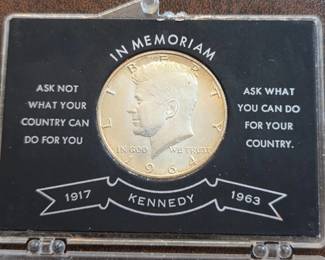 IN MEMORIAM
ASK NOT
WHAT YOUR
COUNTRY CAN
DO FOR YOU
LIBERTY
IN GOD WE TRUST
1964
ASK WHAT
YOU CAN DO
FOR YOUR
COUNTRY.
1917 KENNEDY 1963